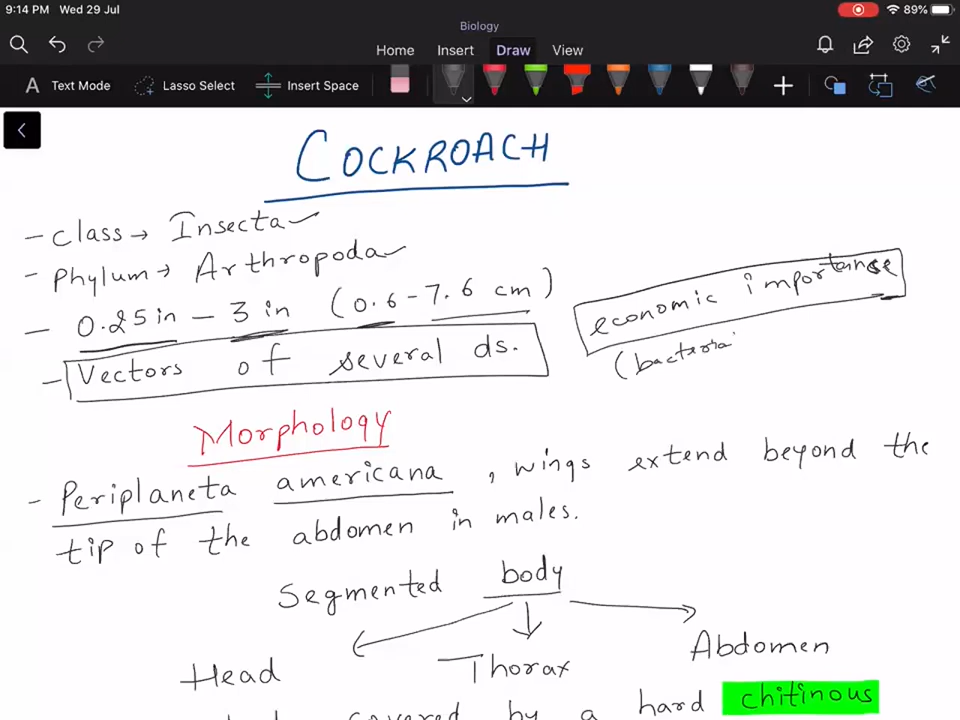 9:14 PM Wed 29 Jul
89%
Biology
Home Insert Draw View
A Text Mode Lasso Select Insert Space
COCKROACH
- Class → Insecta
- Phylum → Arthropoda
- 0.25 in - 3 in (0.6 - 7.6 cm)
economic importance
- Vectors of several ds.
(bacteria
Morphology
- Periplaneta americana, wings extend beyond the
tip of the abdomen in males.
Segmented body
Head Thorax Abdomen
covered by a hard chitinous